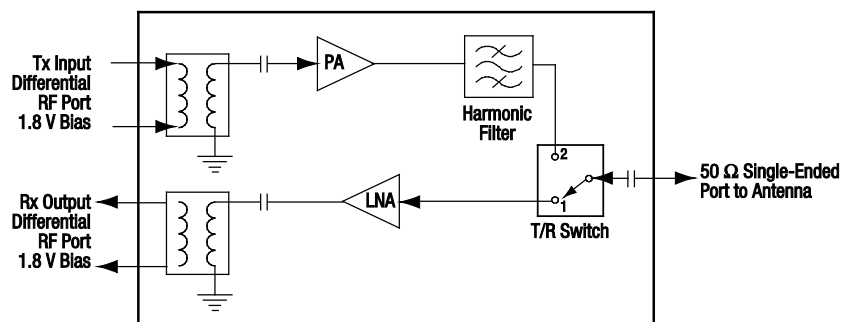 Tx Input
Differential
RF Port
1.8 V Bias
PA
Harmonic
Filter
2
1
T/R Switch
50 Ω Single-Ended
Port to Antenna
Rx Output
Differential
RF Port
1.8 V Bias
LNA